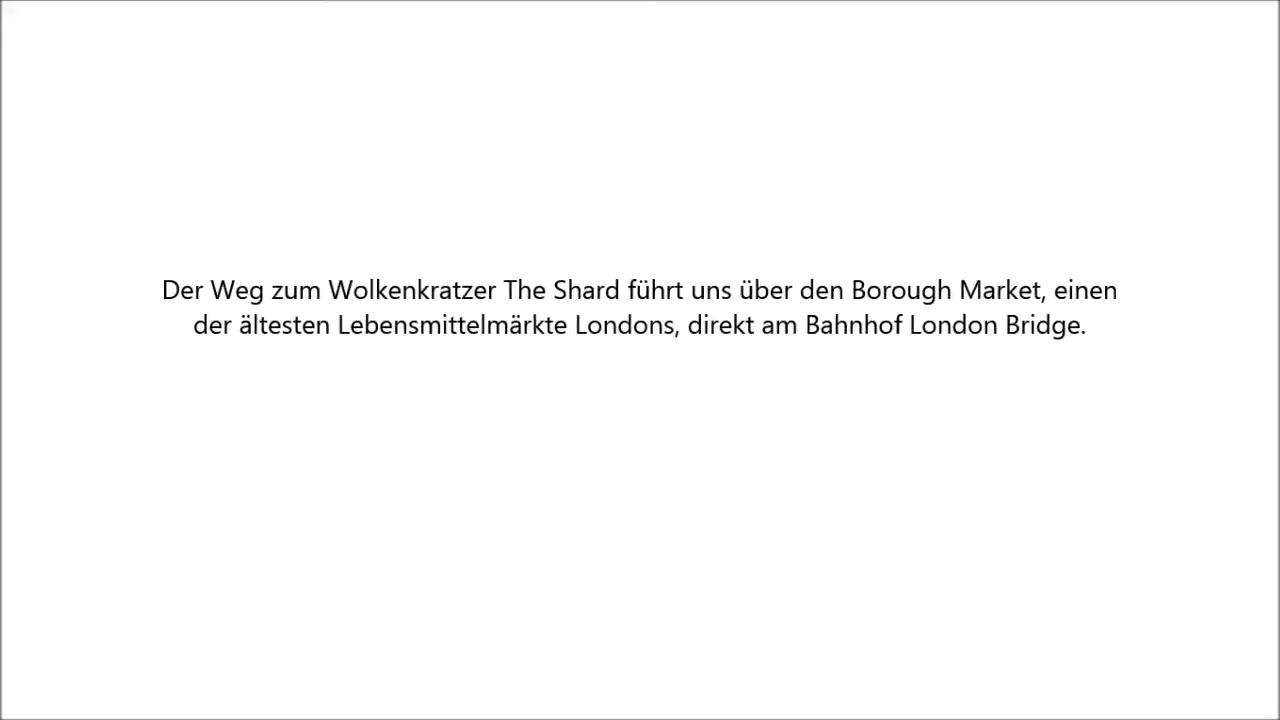 Der Weg zum Wolkenkratzer The Shard führt uns über den Borough Market, einen
der ältesten Lebensmittelmärkte Londons, direkt am Bahnhof London Bridge.